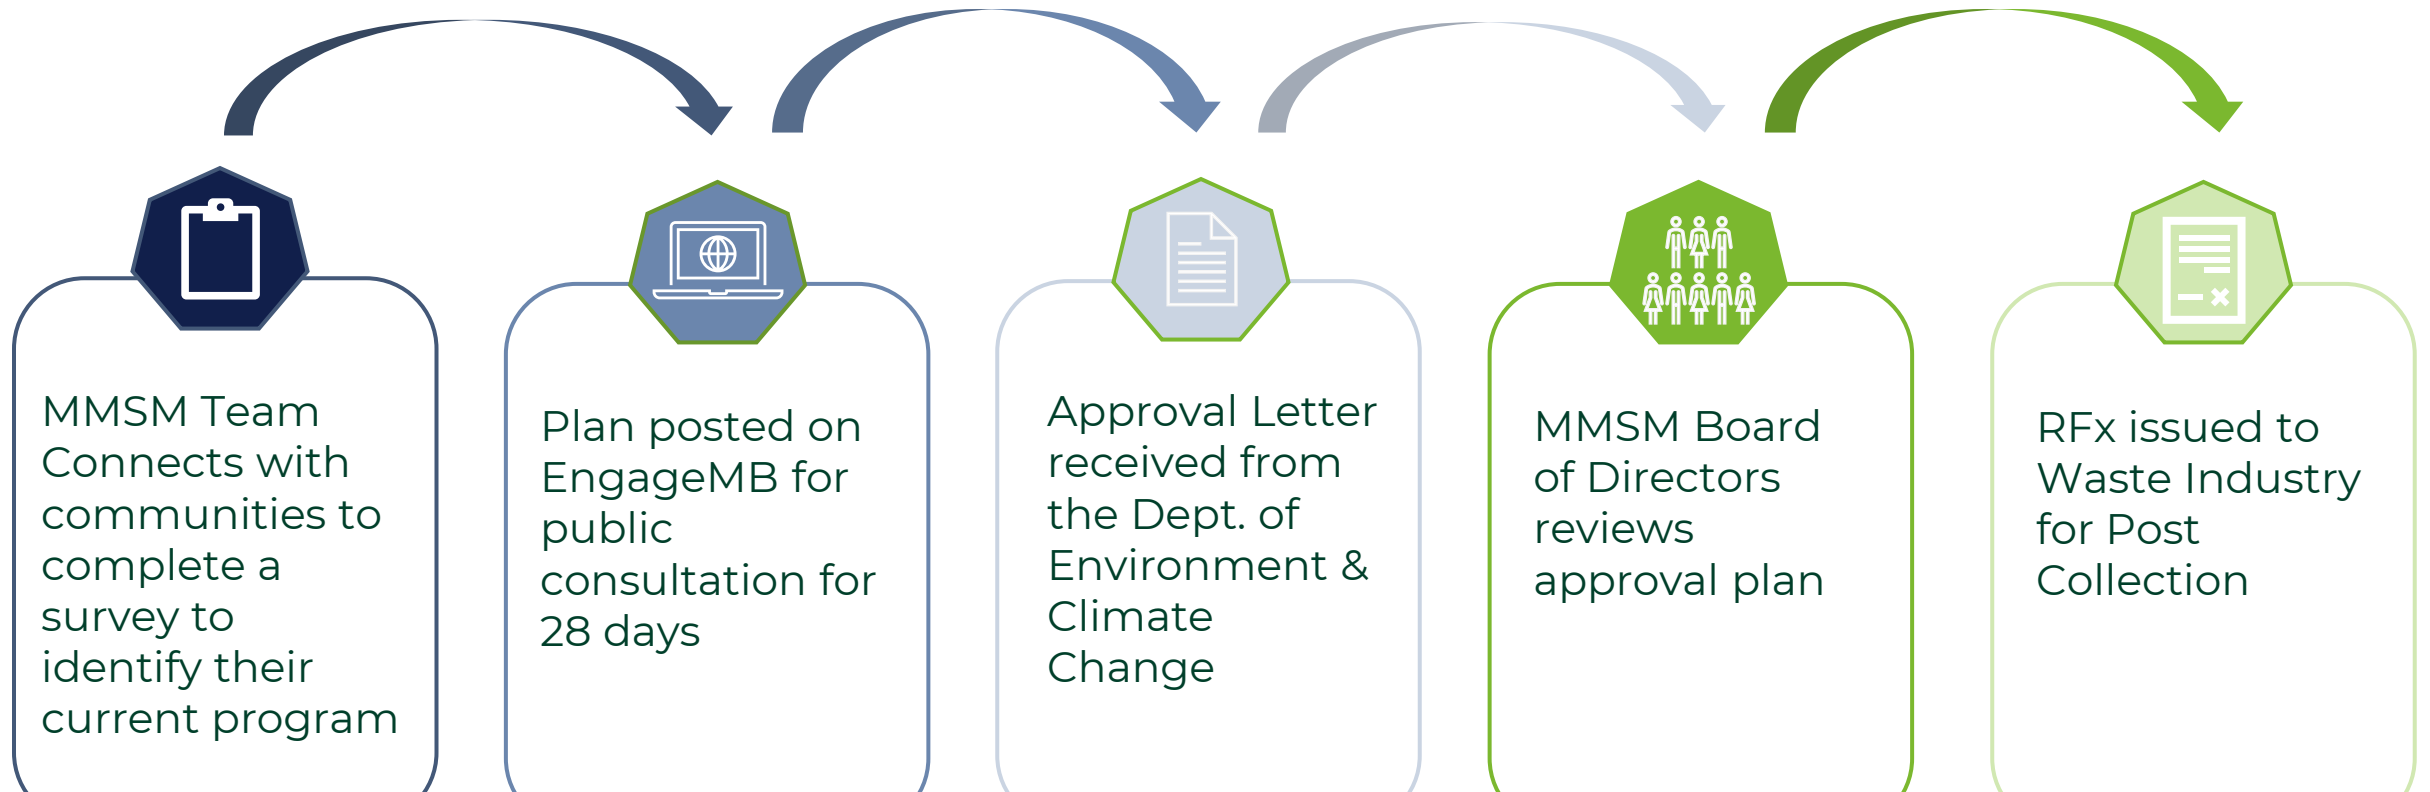 MMSM Team
Connects with
communities to
complete a
survey to
identify their
current program
Plan posted on
EngageMB for
public
consultation for
28 days
Approval Letter
received from
the Dept. of
Environment &
Climate
Change
MMSM Board
of Directors
reviews
approval plan
RFx issued to
Waste Industry
for Post
Collection